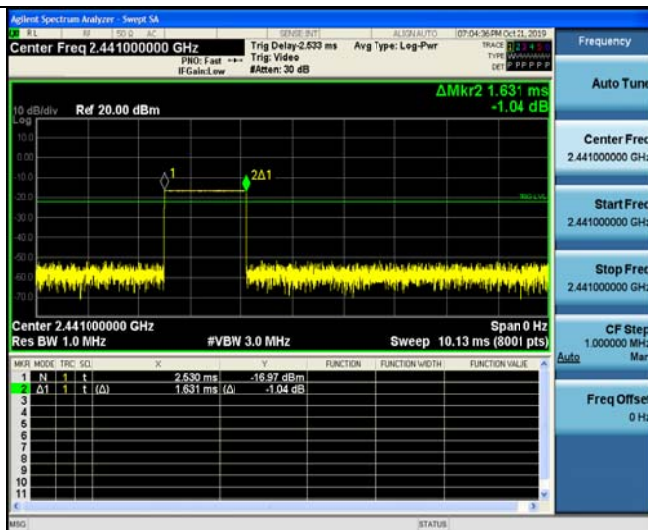 Agilent Spectrum Analyzer - Swept SA
RL RF 50 Ω AC SENSE:INT ALIGN AUTO 07:04:36 PM Oct 21, 2019
Center Freq 2.441000000 GHz
Trig Delay-2.533 ms Avg Type: Log-Pwr TRACE 1 2 3 4 5 6
PNO: Fast Trig: Video TYPE
IFGain:Low #Atten: 30 dB DET P P P P P P
Frequency
ΔMkr2 1.631 ms
-1.04 dB
10 dB/div Ref 20.00 dBm
Log
10.0
0.00
-10.0
-20.0
-30.0
-40.0
-50.0
-60.0
-70.0
1
2Δ1
TRIG LVL
Center 2.441000000 GHz Span 0 Hz
Res BW 1.0 MHz #VBW 3.0 MHz Sweep 10.13 ms (8001 pts)
MKR MODE TRC SCL X Y FUNCTION FUNCTION WIDTH FUNCTION VALUE
1 N 1 t 2.530 ms -16.97 dBm
2 Δ1 1 t (Δ) 1.631 ms (Δ) -1.04 dB
3
4
5
6
7
8
9
10
11
MSG STATUS
Auto Tune
Center Freq
2.441000000 GHz
Start Freq
2.441000000 GHz
Stop Freq
2.441000000 GHz
CF Step
1.000000 MHz
Auto Man
Freq Offset
0 Hz